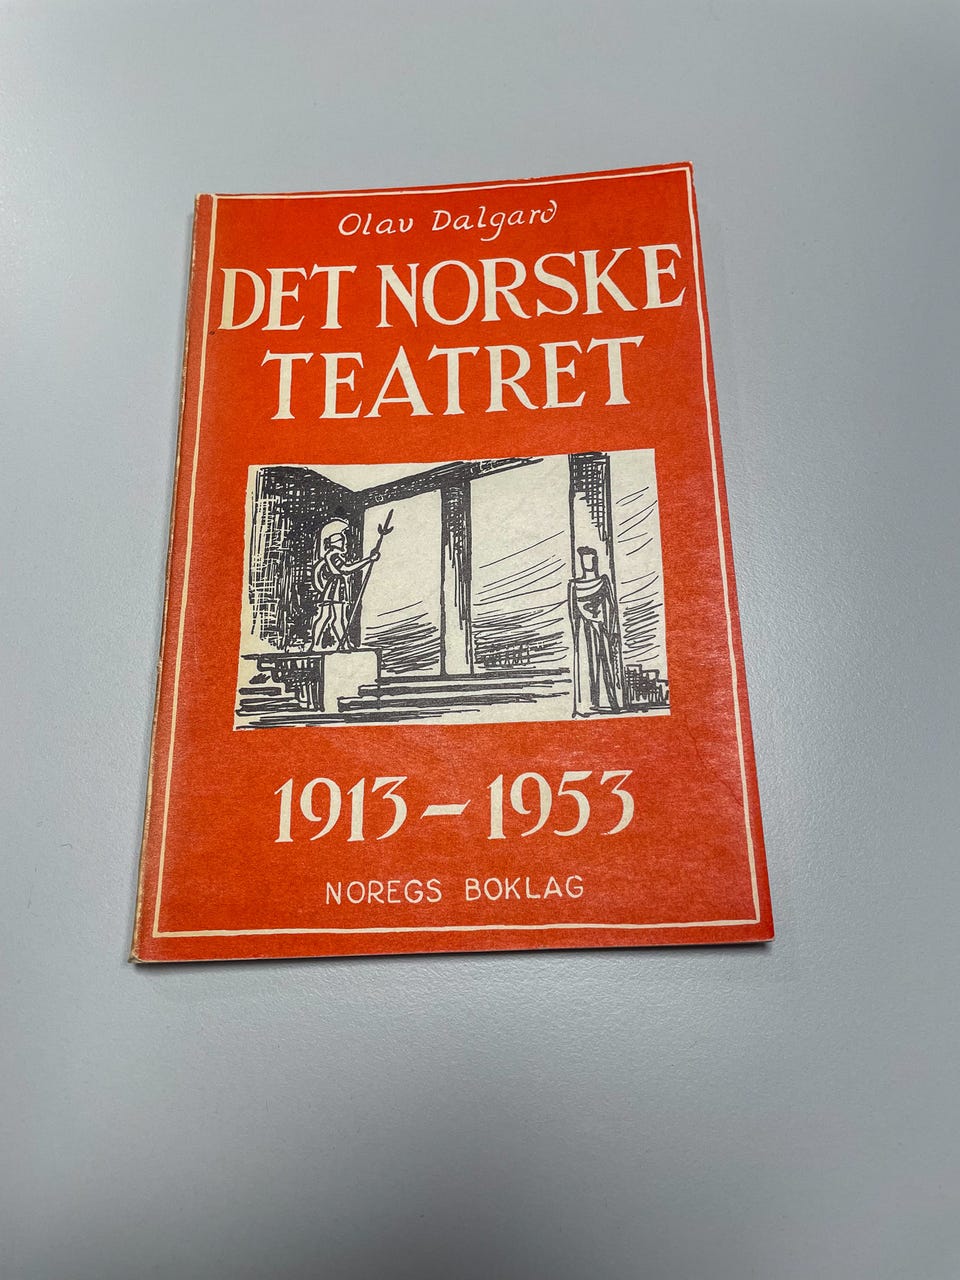 Olav Dalgard
DET NORSKE
TEATRET
1913–1953
NOREGS BOKLAG